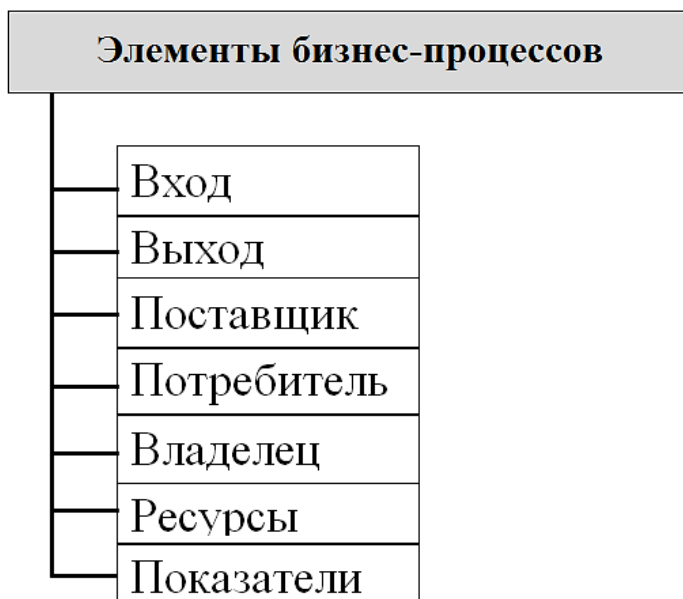 Элементы бизнес-процессов
Вход
Выход
Поставщик
Потребитель
Владелец
Ресурсы
Показатели